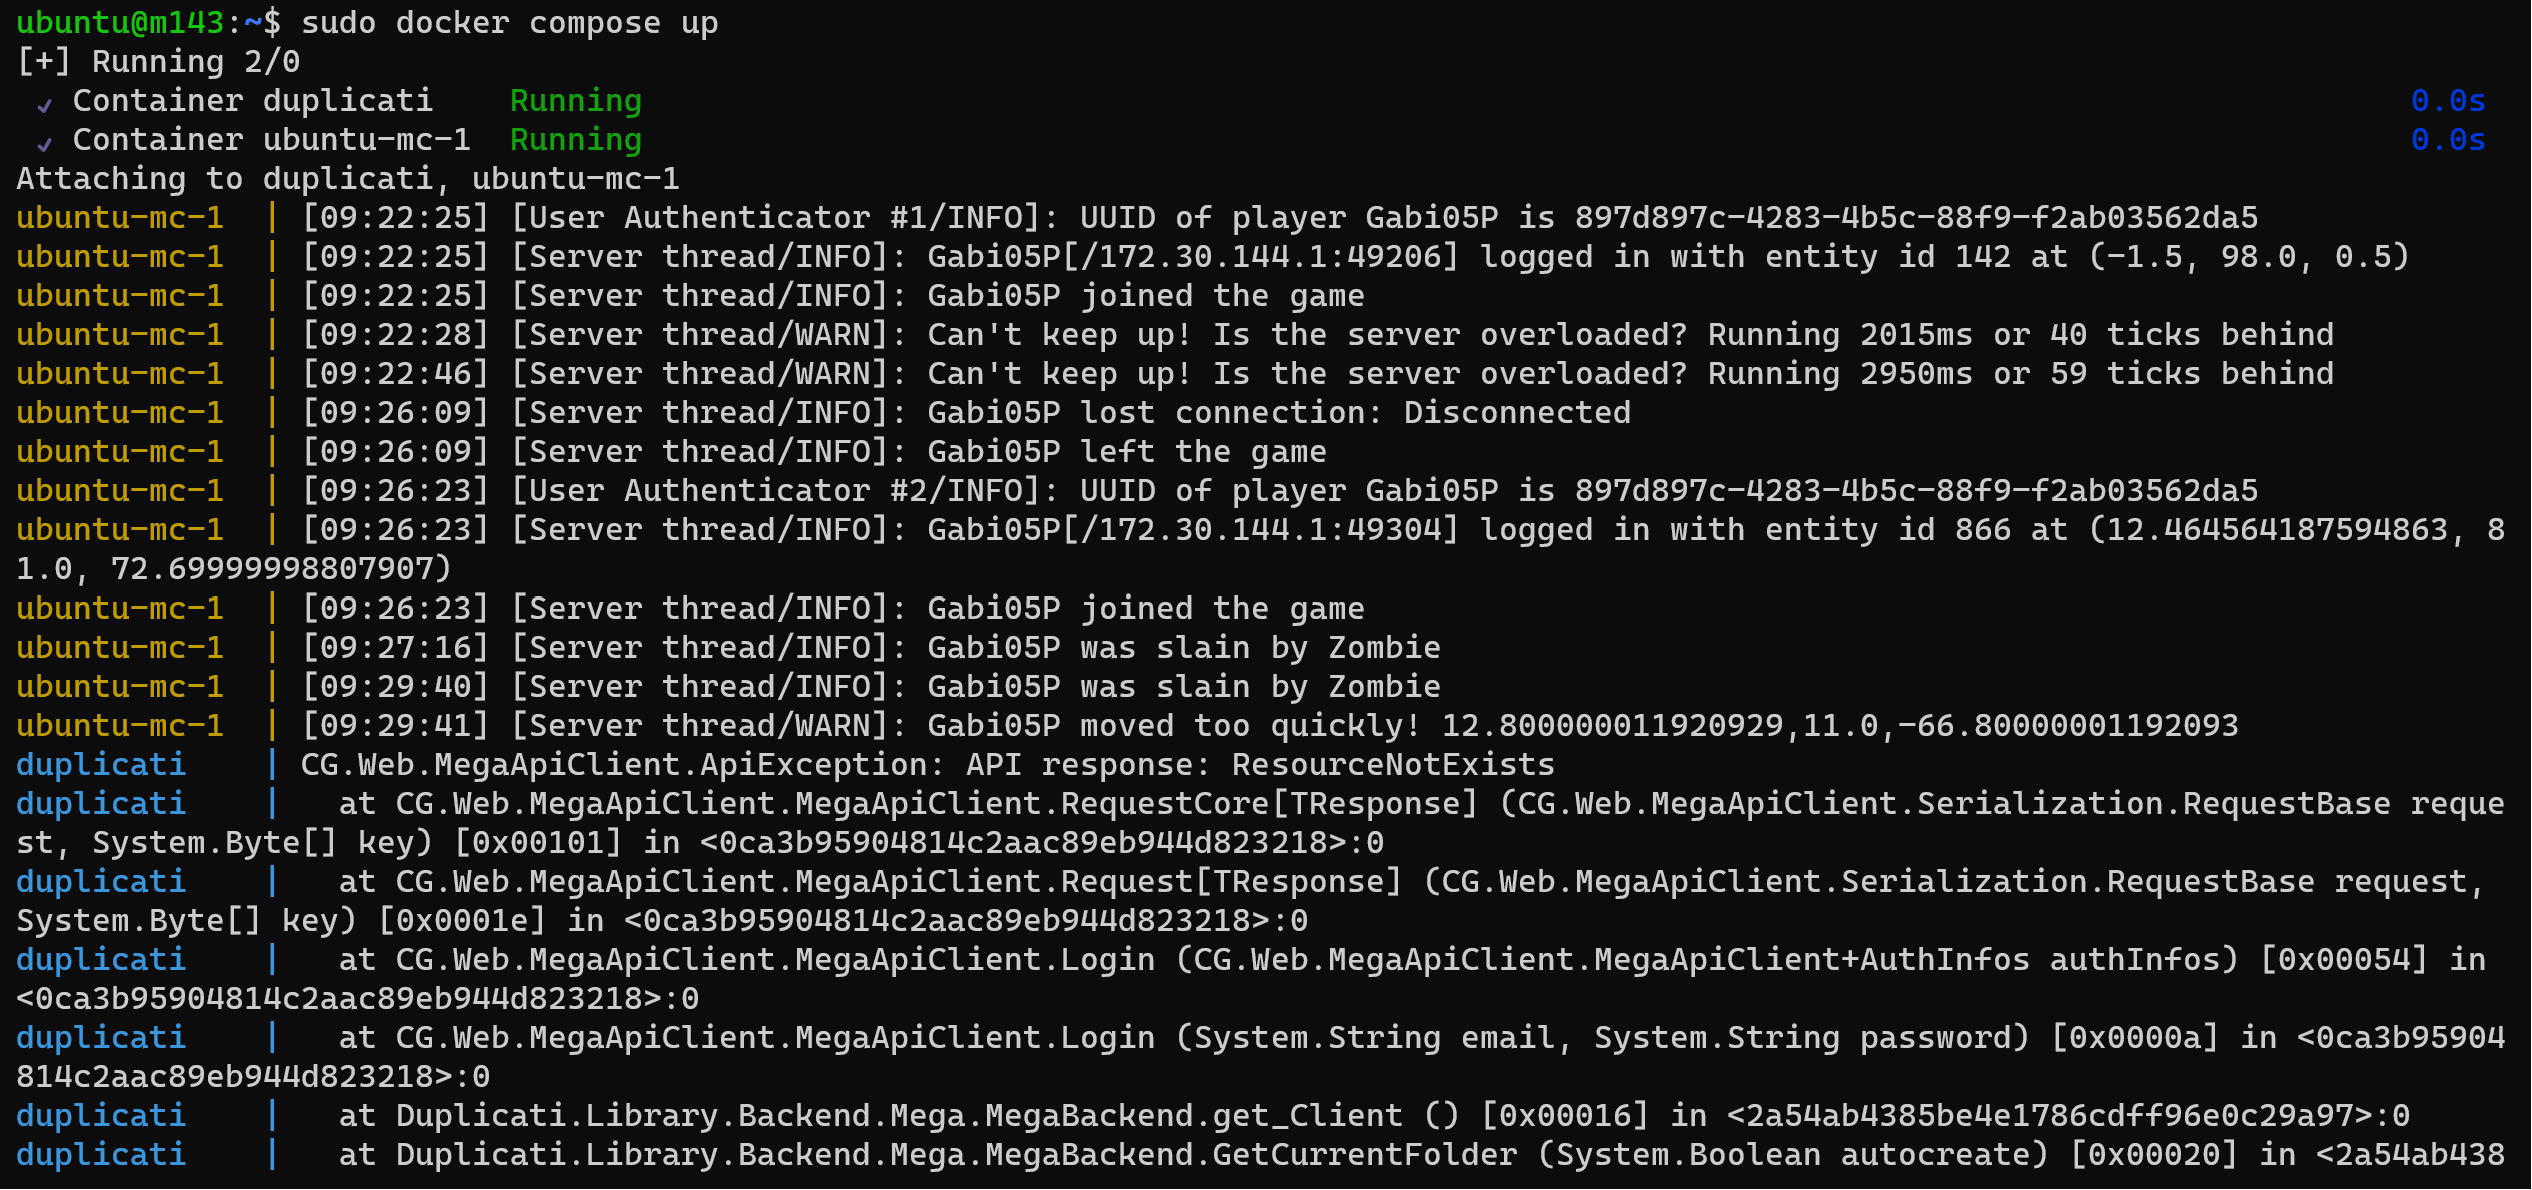 ubuntu@m143:~$ sudo docker compose up
[+] Running 2/0
✓ Container duplicati    Running    0.0s
✓ Container ubuntu-mc-1  Running    0.0s
Attaching to duplicati, ubuntu-mc-1
ubuntu-mc-1  | [09:22:25] [User Authenticator #1/INFO]: UUID of player Gabi05P is 897d897c-4283-4b5c-88f9-f2ab03562da5
ubuntu-mc-1  | [09:22:25] [Server thread/INFO]: Gabi05P[/172.30.144.1:49206] logged in with entity id 142 at (-1.5, 98.0, 0.5)
ubuntu-mc-1  | [09:22:25] [Server thread/INFO]: Gabi05P joined the game
ubuntu-mc-1  | [09:22:28] [Server thread/WARN]: Can't keep up! Is the server overloaded? Running 2015ms or 40 ticks behind
ubuntu-mc-1  | [09:22:46] [Server thread/WARN]: Can't keep up! Is the server overloaded? Running 2950ms or 59 ticks behind
ubuntu-mc-1  | [09:26:09] [Server thread/INFO]: Gabi05P lost connection: Disconnected
ubuntu-mc-1  | [09:26:09] [Server thread/INFO]: Gabi05P left the game
ubuntu-mc-1  | [09:26:23] [User Authenticator #2/INFO]: UUID of player Gabi05P is 897d897c-4283-4b5c-88f9-f2ab03562da5
ubuntu-mc-1  | [09:26:23] [Server thread/INFO]: Gabi05P[/172.30.144.1:49304] logged in with entity id 866 at (12.464564187594863, 8
1.0, 72.69999998807907)
ubuntu-mc-1  | [09:26:23] [Server thread/INFO]: Gabi05P joined the game
ubuntu-mc-1  | [09:27:16] [Server thread/INFO]: Gabi05P was slain by Zombie
ubuntu-mc-1  | [09:29:40] [Server thread/INFO]: Gabi05P was slain by Zombie
ubuntu-mc-1  | [09:29:41] [Server thread/WARN]: Gabi05P moved too quickly! 12.800000011920929,11.0,-66.80000001192093
duplicati    | CG.Web.MegaApiClient.ApiException: API response: ResourceNotExists
duplicati    |   at CG.Web.MegaApiClient.MegaApiClient.RequestCore[TResponse] (CG.Web.MegaApiClient.Serialization.RequestBase reque
st, System.Byte[] key) [0x00101] in <0ca3b95904814c2aac89eb944d823218>:0
duplicati    |   at CG.Web.MegaApiClient.MegaApiClient.Request[TResponse] (CG.Web.MegaApiClient.Serialization.RequestBase request,
System.Byte[] key) [0x0001e] in <0ca3b95904814c2aac89eb944d823218>:0
duplicati    |   at CG.Web.MegaApiClient.MegaApiClient.Login (CG.Web.MegaApiClient.MegaApiClient+AuthInfos authInfos) [0x00054] in
<0ca3b95904814c2aac89eb944d823218>:0
duplicati    |   at CG.Web.MegaApiClient.MegaApiClient.Login (System.String email, System.String password) [0x0000a] in <0ca3b95904
814c2aac89eb944d823218>:0
duplicati    |   at Duplicati.Library.Backend.Mega.MegaBackend.get_Client () [0x00016] in <2a54ab4385be4e1786cdff96e0c29a97>:0
duplicati    |   at Duplicati.Library.Backend.Mega.MegaBackend.GetCurrentFolder (System.Boolean autocreate) [0x00020] in <2a54ab438